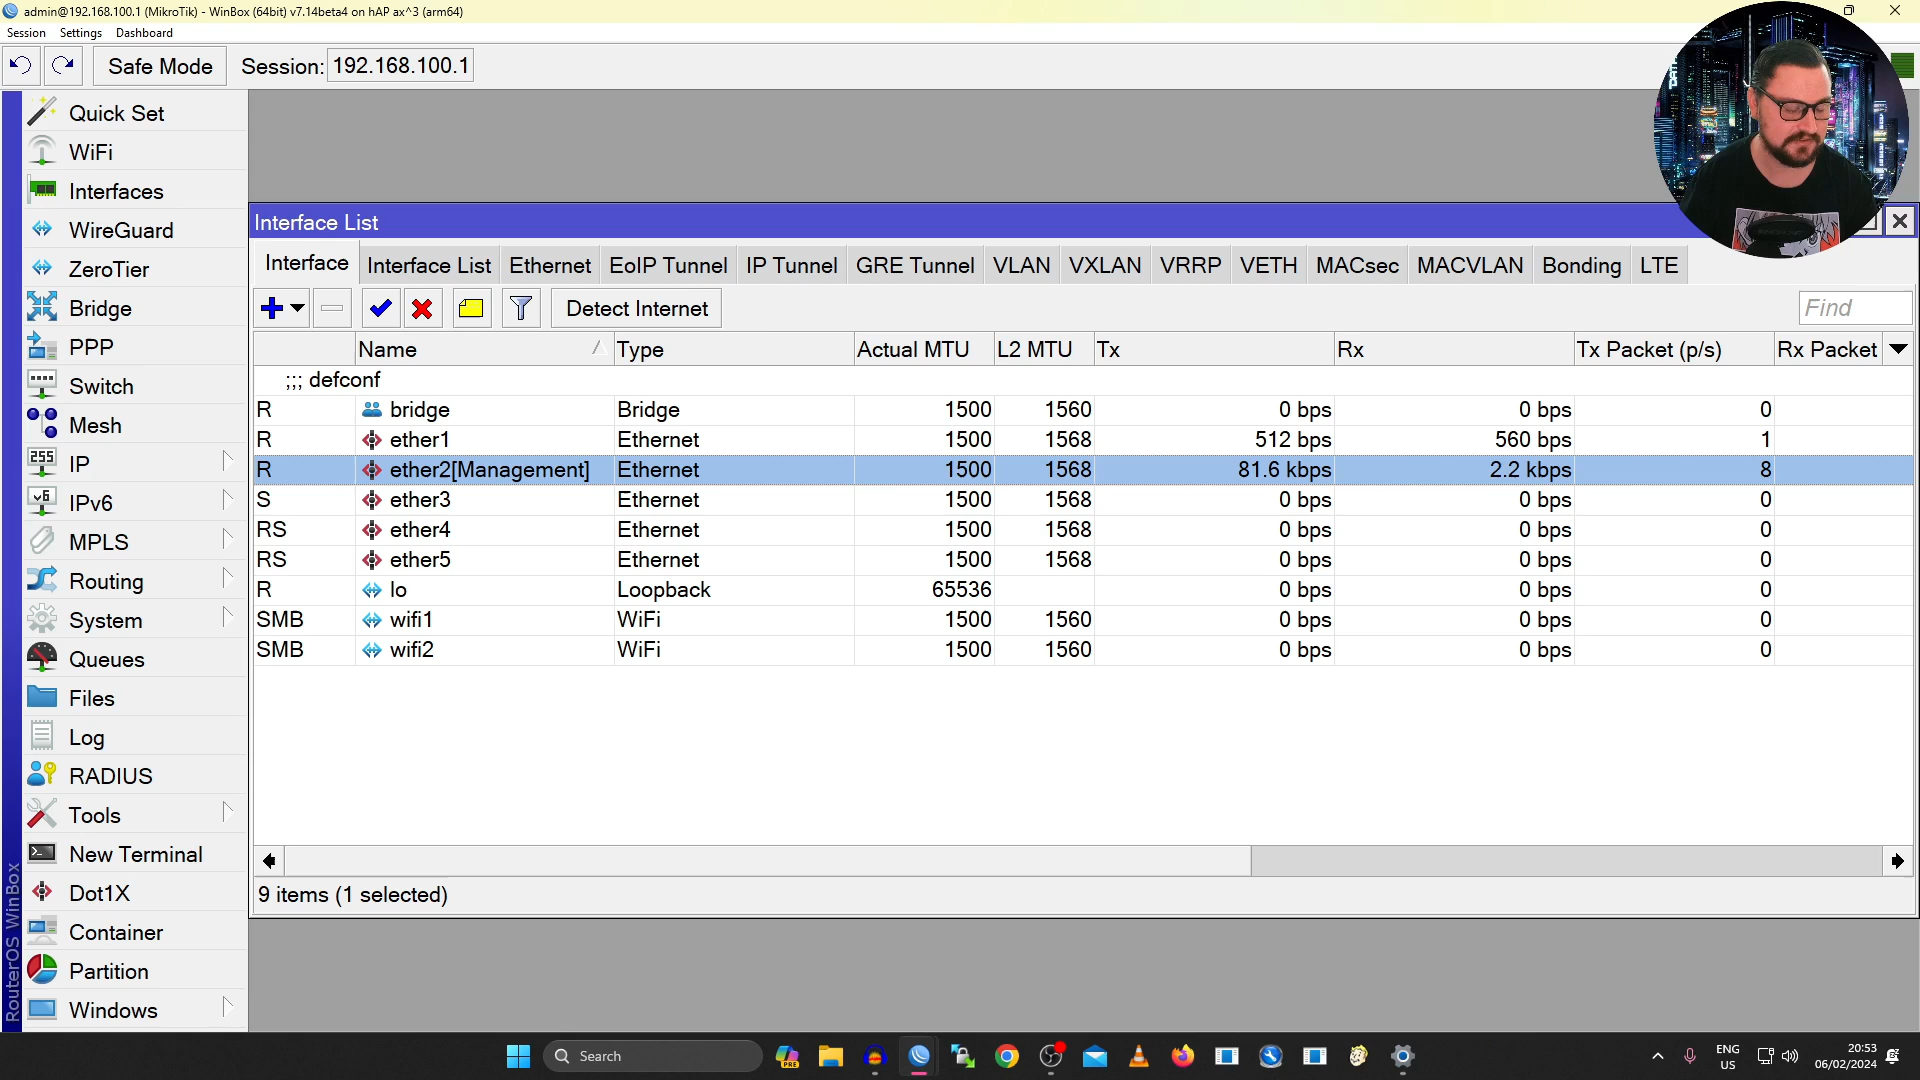 admin@192.168.100.1 (MikroTik) - WinBox (64bit) v7.14beta4 on hAP ax^3 (arm64)
Session Settings Dashboard
Safe Mode Session: 192.168.100.1
Quick Set
WiFi
Interfaces
WireGuard
ZeroTier
Bridge
PPP
Switch
Mesh
255 IP
v6 IPv6
MPLS
Routing
System
Queues
Files
Log
RADIUS
Tools
New Terminal
Dot1X
Container
Partition
Windows
RouterOS WinBox
Interface List
Interface Interface List Ethernet EoIP Tunnel IP Tunnel GRE Tunnel VLAN VXLAN VRRP VETH MACsec MACVLAN Bonding LTE
Detect Internet Find
Name Type Actual MTU L2 MTU Tx Rx Tx Packet (p/s) Rx Packet
;;; defconf
R bridge Bridge 1500 1560 0 bps 0 bps 0
R ether1 Ethernet 1500 1568 512 bps 560 bps 1
R ether2[Management] Ethernet 1500 1568 81.6 kbps 2.2 kbps 8
S ether3 Ethernet 1500 1568 0 bps 0 bps 0
RS ether4 Ethernet 1500 1568 0 bps 0 bps 0
RS ether5 Ethernet 1500 1568 0 bps 0 bps 0
R lo Loopback 65536 0 bps 0 bps 0
SMB wifi1 WiFi 1500 1560 0 bps 0 bps 0
SMB wifi2 WiFi 1500 1560 0 bps 0 bps 0
9 items (1 selected)
Search
PRE
ENG
US
20:53
06/02/2024